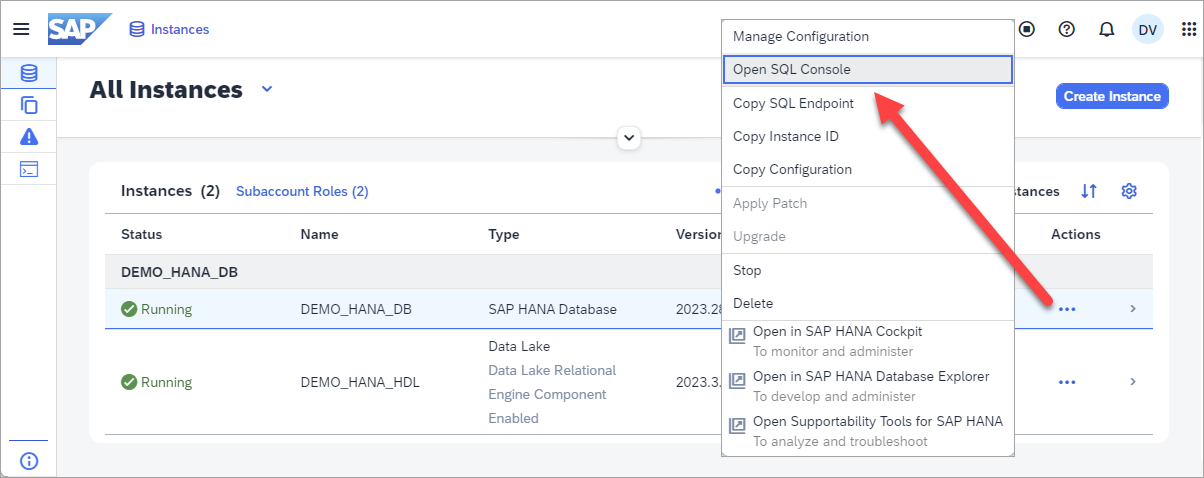 SAP
Instances
DV
All Instances
Create Instance
Manage Configuration
Open SQL Console
Copy SQL Endpoint
Copy Instance ID
Copy Configuration
Apply Patch
Upgrade
Stop
Delete
Open in SAP HANA Cockpit
To monitor and administer
Open in SAP HANA Database Explorer
To develop and administer
Open Supportability Tools for SAP HANA
To analyze and troubleshoot
Instances (2)
Subaccount Roles (2)
Status Name Type Version Actions
DEMO_HANA_DB
Running DEMO_HANA_DB SAP HANA Database 2023.28
Running DEMO_HANA_HDL
Data Lake
Data Lake Relational
Engine Component
Enabled
2023.3.